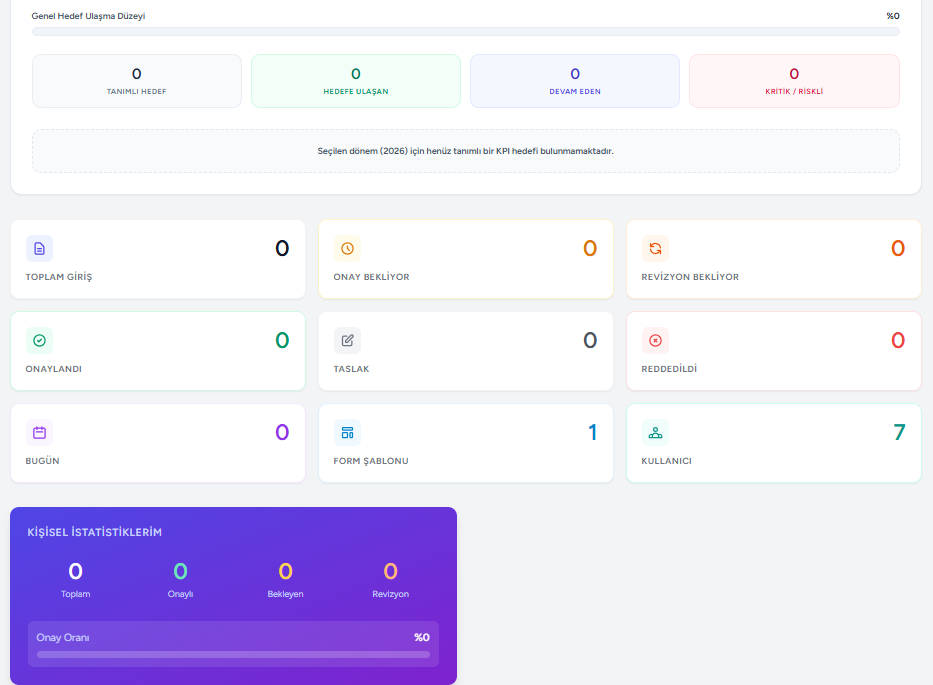 Genel Hedef Ulaşma Düzeyi %0
0 0 0 0
TANIMLI HEDEF HEDEFE ULAŞAN DEVAM EDEN KRİTİK / RİSKLİ
Seçilen dönem (2026) için henüz tanımlı bir KPI hedefi bulunmamaktadır.
0 0 0
TOPLAM GİRİŞ ONAY BEKLİYOR REVİZYON BEKLİYOR
0 0 0
ONAYLANDI TASLAK REDDEDİLDİ
0 1 7
BUGÜN FORM ŞABLONU KULLANICI
KİŞİSEL İSTATİSTİKLERİM
0 0 0 0
Toplam Onaylı Bekleyen Revizyon
Onay Oranı %0